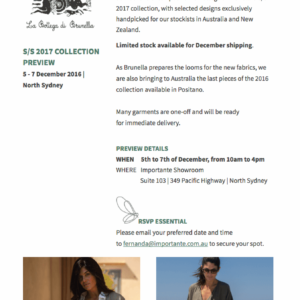 2017 collection, with selected designs exclusively
handpicked for our stockists in Australia and New
Zealand.
La Bottega di Brunella
Limited stock available for December shipping.
S/S 2017 COLLECTION
PREVIEW
5 - 7 December 2016 |
North Sydney
As Brunella prepares the looms for the new fabrics, we
are also bringing to Australia the last pieces of the 2016
collection available in Positano.
Many garments are one-off and will be ready
for immediate delivery.
PREVIEW DETAILS
WHEN 5th to 7th of December, from 10am to 4pm
WHERE Importante Showroom
Suite 103 | 349 Pacific Highway | North Sydney
RSVP ESSENTIAL
Please email your preferred date and time
to fernanda@importante.com.au to secure your spot.